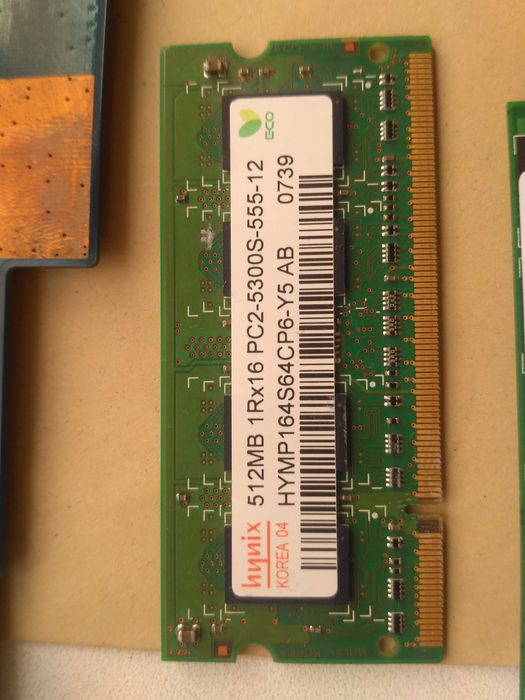 hynix
KOREA 04
512MB 1Rx16 PC2-5300S-555-12
HYMP164S64CP6-Y5 AB 0739
ECO